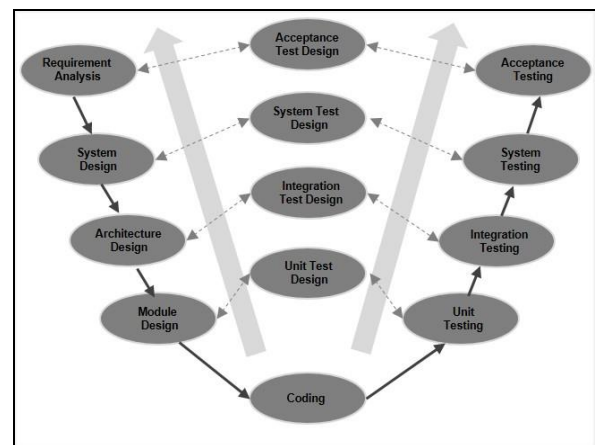 Acceptance
Test Design
Requirement
Analysis
Acceptance
Testing
System Test
Design
System
Design
System
Testing
Integration
Test Design
Architecture
Design
Integration
Testing
Unit Test
Design
Module
Design
Unit
Testing
Coding